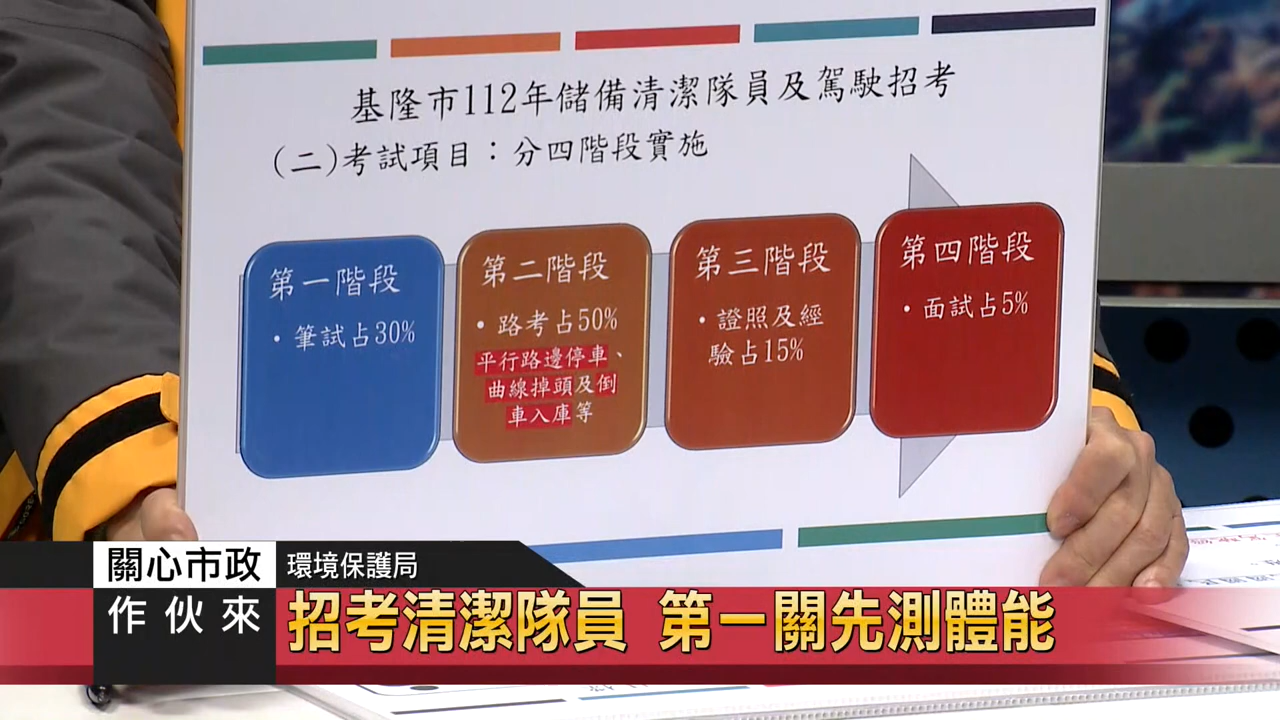 基隆市112年儲備清潔隊員及駕駛招考
(二)考試項目：分四階段實施
第一階段
・筆試占30%
第二階段
・路考占50%
平行路邊停車、
曲線掉頭及倒
車入庫等
第三階段
・證照及經
驗占15%
第四階段
・面試占5%
關心市政
環境保護局
作伙來
招考清潔隊員 第一關先測體能